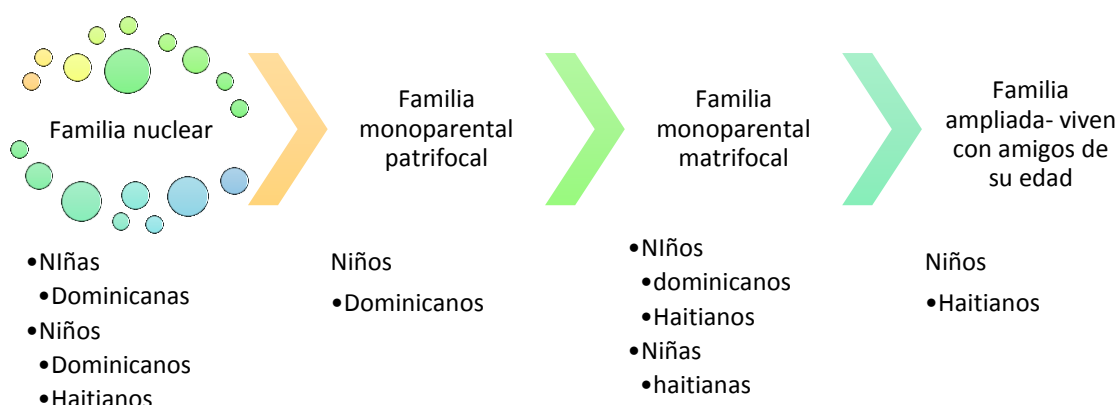 Familia nuclear
•NIñas
•Dominicanas
•Niños
•Dominicanos
•Haitianos
Familia
monoparental
patrifocal
Niños
•Dominicanos
Familia
monoparental
matrifocal
•NIños
•dominicanos
•Haitianos
•Niñas
•haitianas
Familia
ampliada- viven
con amigos de
su edad
Niños
•Haitianos